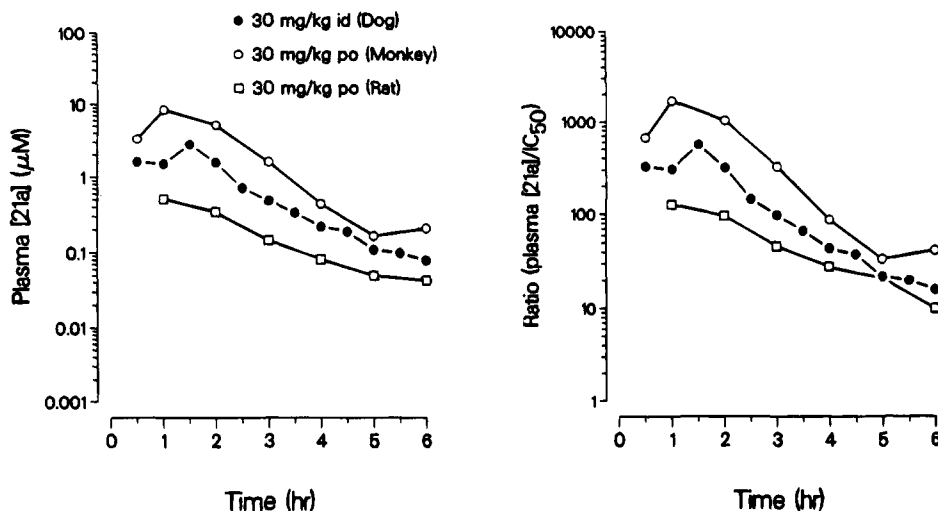 30 mg/kg id (Dog)
30 mg/kg po (Monkey)
30 mg/kg po (Rat)
Plasma [21a] (μM)
100
10
1
0.1
0.01
0.001
0 1 2 3 4 5 6
Time (hr)
Ratio (plasma [21a]/IC50)
10000
1000
100
10
1
0 1 2 3 4 5 6
Time (hr)